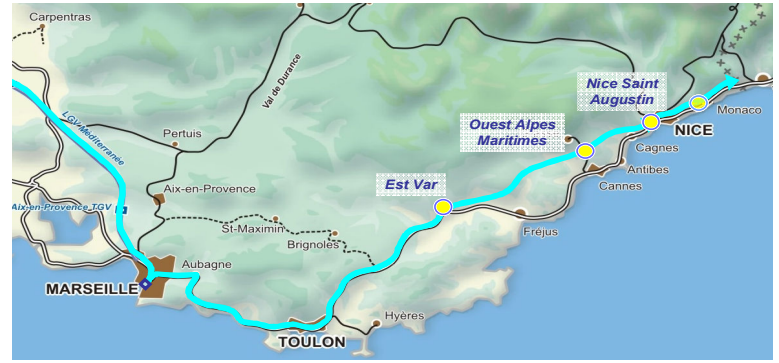 Carpentras
Val de Durance
LGV-Méditerranée
Pertuis
Nice Saint
Augustin
Monaco
NICE
Ouest Alpes
Maritimes
Cagnes
Antibes
Cannes
Est Var
Aix-en-Provence
Aix-en-Provence TGV
St-Maximin
Brignoles
Fréjus
Aubagne
MARSEILLE
Hyères
TOULON